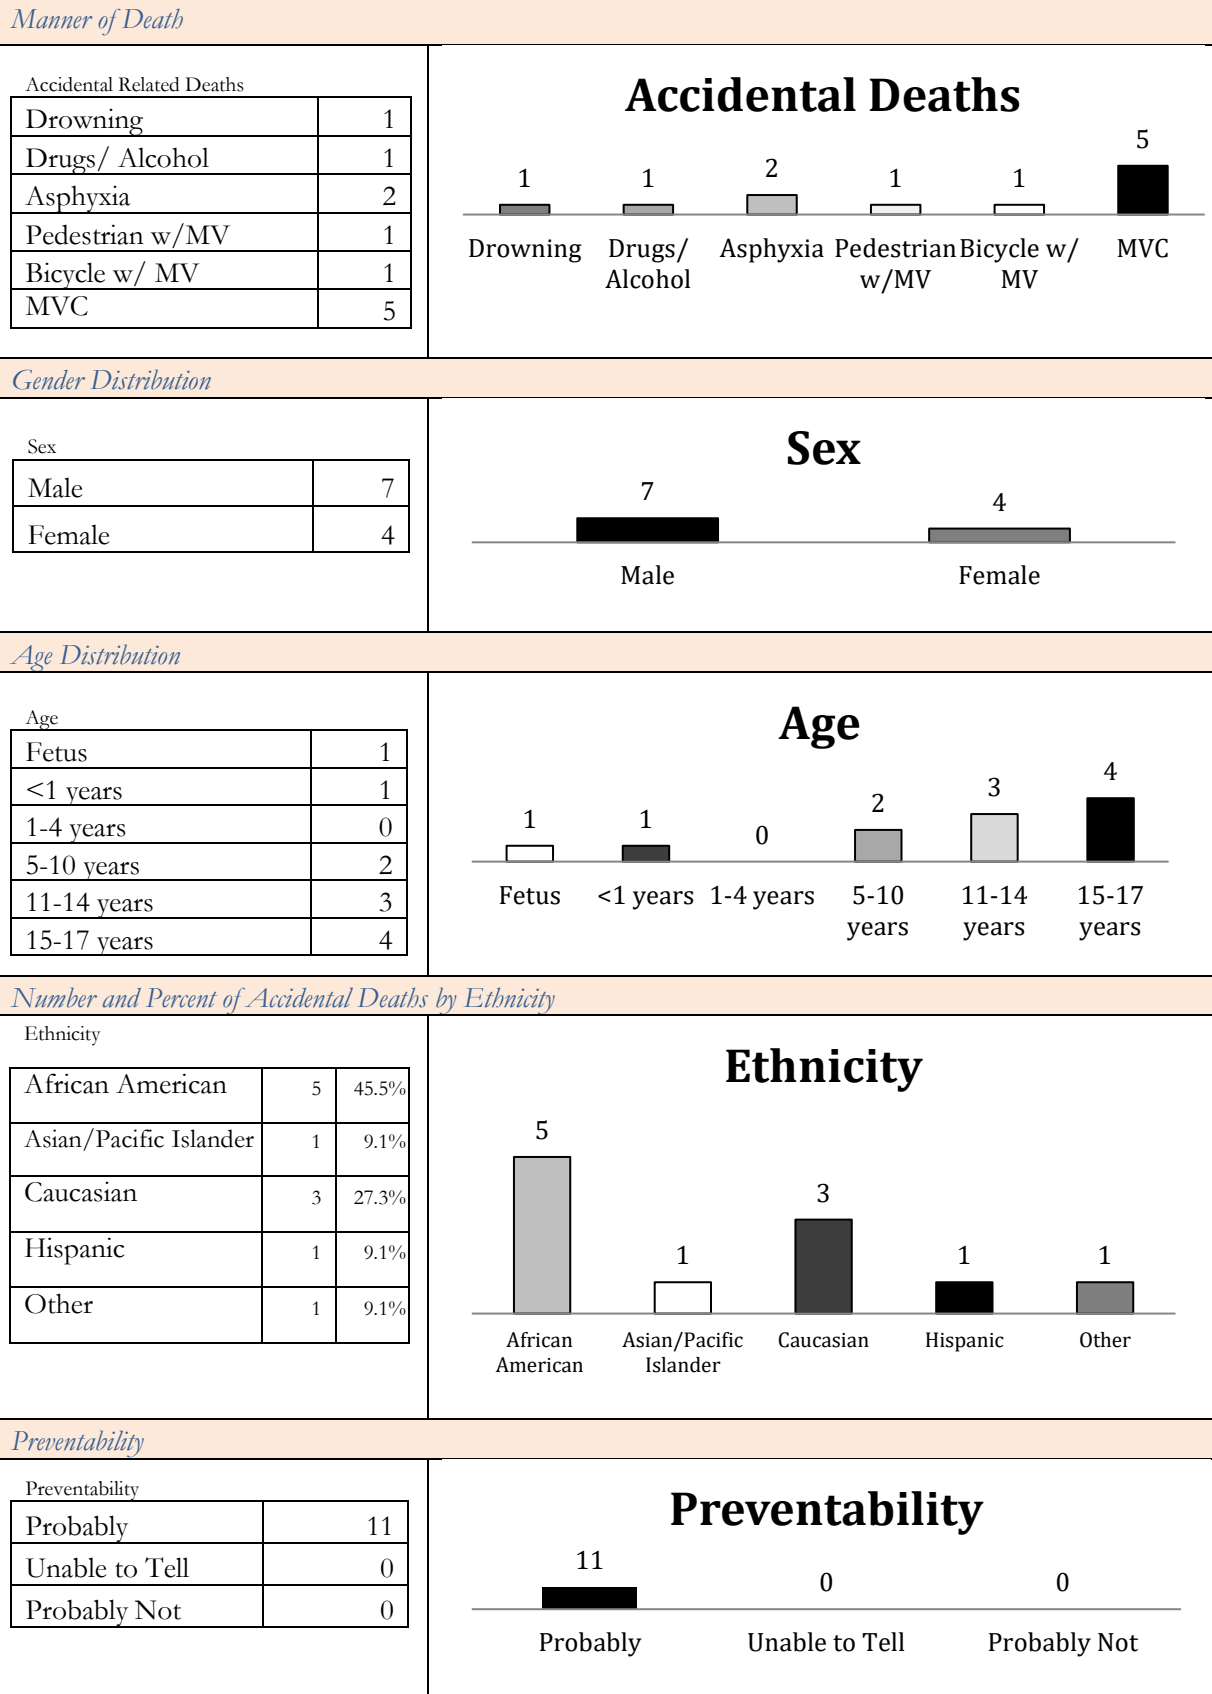 Manner of Death
Accidental Related Deaths
Drowning 1
Drugs/ Alcohol 1
Asphyxia 2
Pedestrian w/MV 1
Bicycle w/ MV 1
MVC 5
Accidental Deaths
1 1 2 1 1 5
Drowning Drugs/ Asphyxia Pedestrian Bicycle w/ MVC
Alcohol w/MV MV
Gender Distribution
Sex
Male 7
Female 4
Sex
7 4
Male Female
Age Distribution
Age
Fetus 1
<1 years 1
1-4 years 0
5-10 years 2
11-14 years 3
15-17 years 4
Age
1 1 0 2 3 4
Fetus <1 years 1-4 years 5-10 11-14 15-17
years years years
Number and Percent of Accidental Deaths by Ethnicity
Ethnicity
African American 5 45.5%
Asian/Pacific Islander 1 9.1%
Caucasian 3 27.3%
Hispanic 1 9.1%
Other 1 9.1%
Ethnicity
5 1 3 1 1
African Asian/Pacific Caucasian Hispanic Other
American Islander
Preventability
Preventability
Probably 11
Unable to Tell 0
Probably Not 0
Preventability
11 0 0
Probably Unable to Tell Probably Not